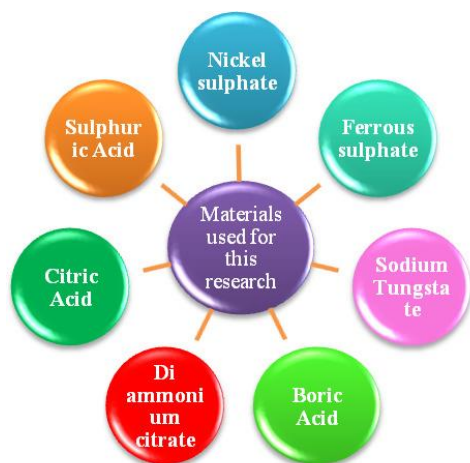 Nickel
sulphate
Ferrous
sulphate
Sodium
Tungsta
te
Boric
Acid
Di
ammoni
um
citrate
Citric
Acid
Sulphur
ic Acid
Materials
used for
this
research